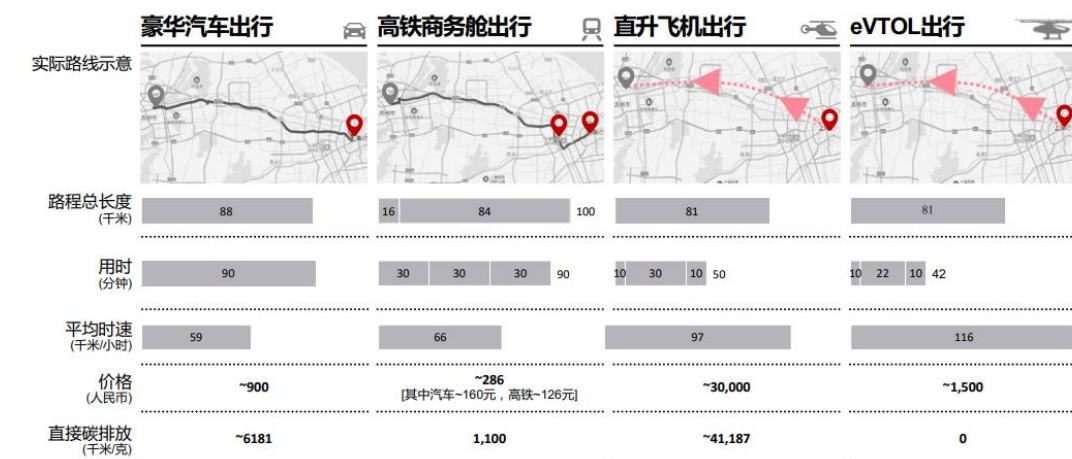 豪华汽车出行
高铁商务舱出行
直升飞机出行
eVTOL出行
实际路线示意
路程总长度
(千米)
88
16 84 100
81
81
用时
(分钟)
90
30 30 30 90
10 30 10 50
10 22 10 42
平均时速
(千米/小时)
59
66
97
116
价格
(人民币)
~900
~286
[其中汽车~160元，高铁~126元]
~30,000
~1,500
直接碳排放
(千米/克)
~6181
1,100
~41,187
0